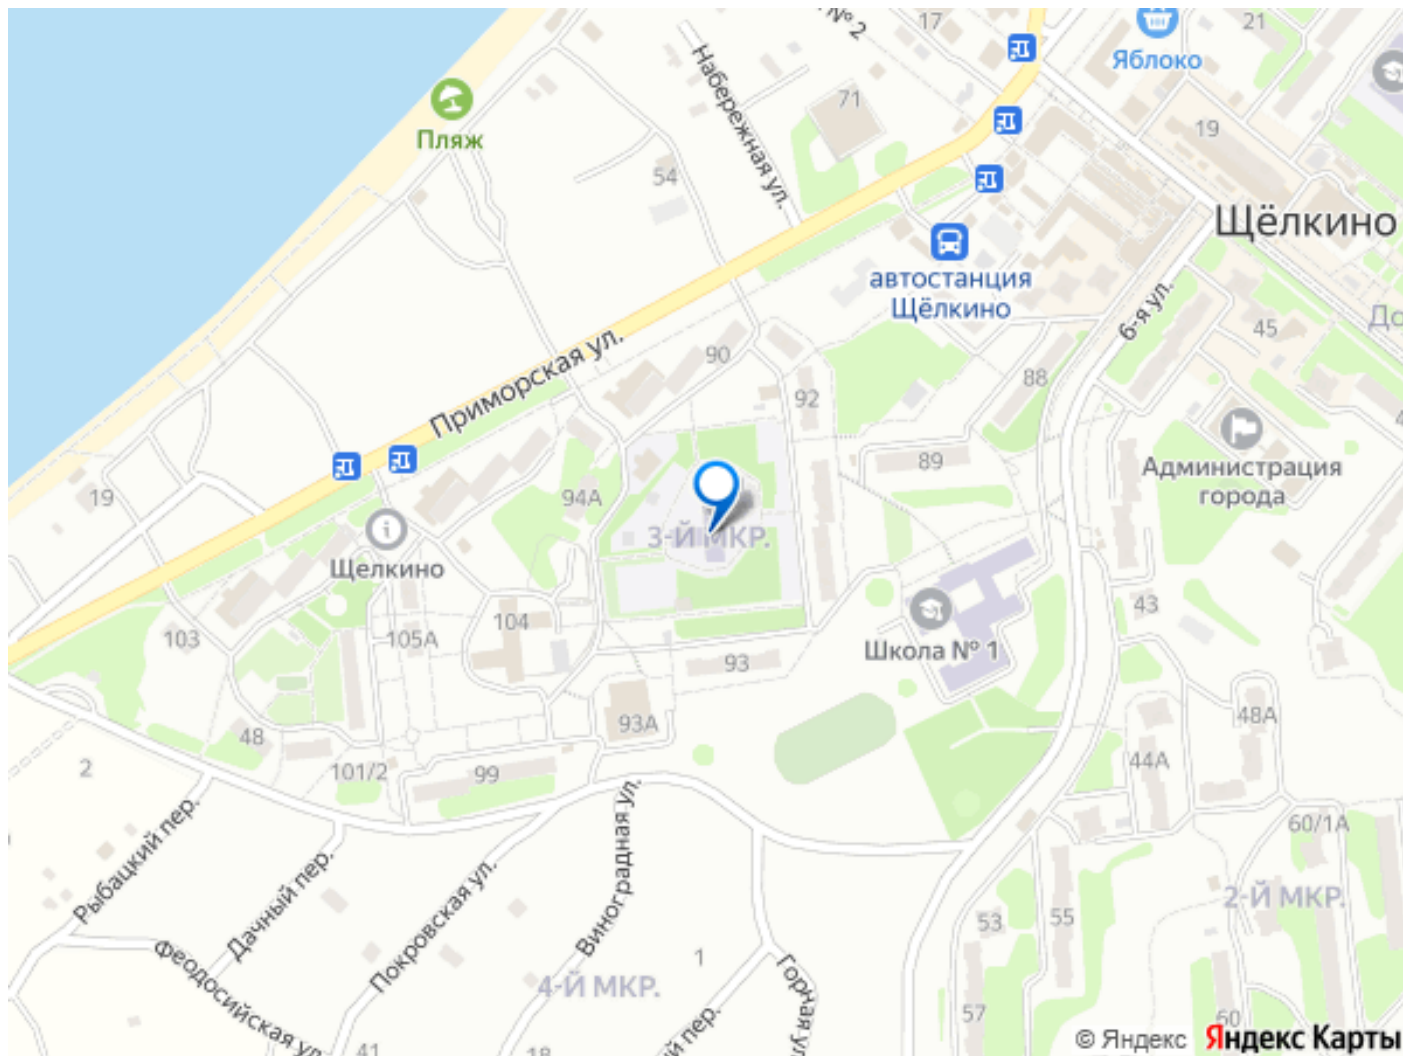 № 2
17
21
Яблоко
Набережная ул.
71
19
Пляж
54
Щёлкино
автостанция
Щёлкино
6-я ул.
45
До
Приморская ул.
90
88
92
89
Администрация
города
19
94А
3-Й МКР.
Щелкино
43
103
105А
104
Школа № 1
93
48
93А
48А
44А
2
101/2
99
60/1А
Рыбацкий пер.
Дачный пер.
Покровская ул.
Виноградная ул.
2-Й МКР.
53
55
1
Феодосийская ул.
4-Й МКР.
Горная ул.
57
60
41
18
й пер.
© Яндекс Яндекс Карты